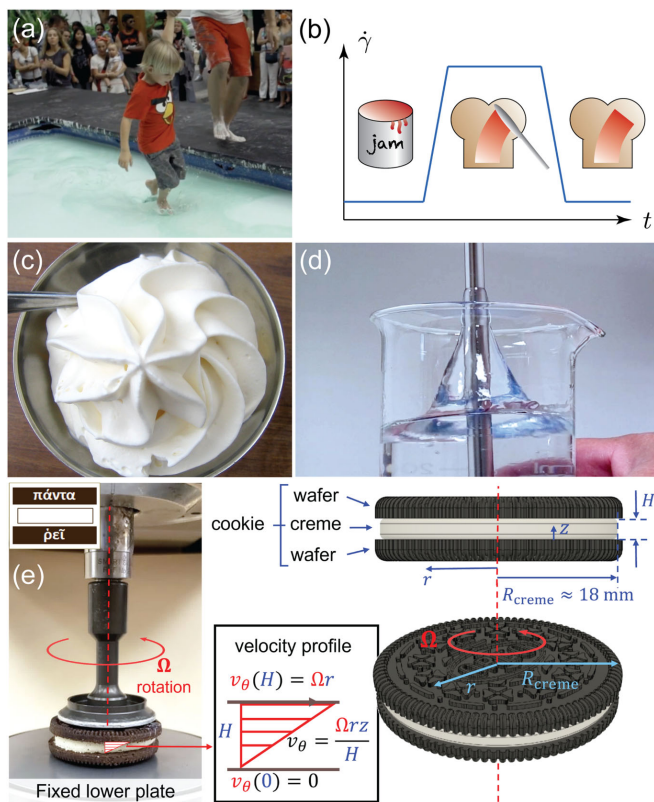 (a)
(b)
γ̇
jam
t
(c)
(d)
πάντα
ῥεῖ
(e)
Ω
rotation
Fixed lower plate
wafer
cookie creme
wafer
H
z
r
R_creme ≈ 18 mm
velocity profile
v_θ(H) = Ωr
H
v_θ = Ωrz/H
v_θ(0) = 0
Ω
r
R_creme